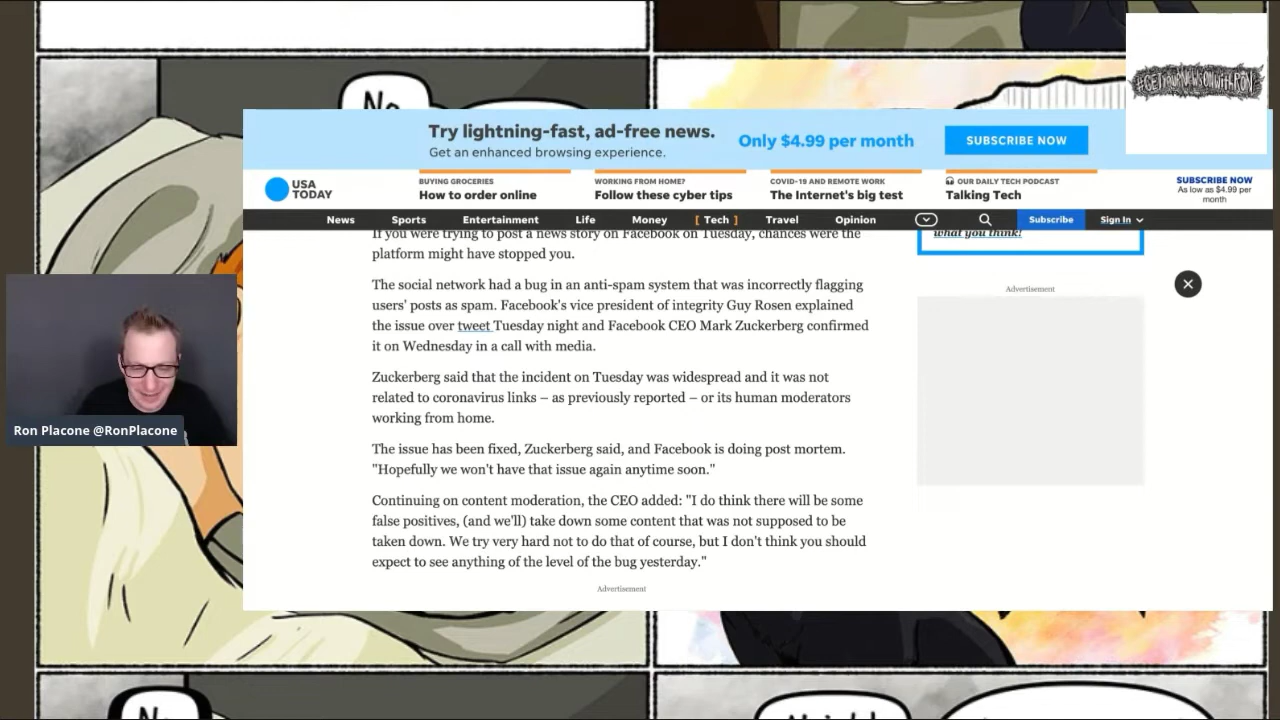 No
#GETYOURNEWSONWITHRON
Try lightning-fast, ad-free news.
Get an enhanced browsing experience.
Only $4.99 per month
SUBSCRIBE NOW
USA
TODAY
BUYING GROCERIES
How to order online
WORKING FROM HOME?
Follow these cyber tips
COVID-19 AND REMOTE WORK
The Internet's big test
OUR DAILY TECH PODCAST
Talking Tech
SUBSCRIBE NOW
As low as $4.99 per
month
News Sports Entertainment Life Money [ Tech ] Travel Opinion Subscribe Sign In
If you were trying to post a news story on Facebook on Tuesday, chances were the
platform might have stopped you.
The social network had a bug in an anti-spam system that was incorrectly flagging
users' posts as spam. Facebook's vice president of integrity Guy Rosen explained
the issue over tweet Tuesday night and Facebook CEO Mark Zuckerberg confirmed
it on Wednesday in a call with media.
Zuckerberg said that the incident on Tuesday was widespread and it was not
related to coronavirus links – as previously reported – or its human moderators
working from home.
The issue has been fixed, Zuckerberg said, and Facebook is doing post mortem.
"Hopefully we won't have that issue again anytime soon."
Continuing on content moderation, the CEO added: "I do think there will be some
false positives, (and we'll) take down some content that was not supposed to be
taken down. We try very hard not to do that of course, but I don't think you should
expect to see anything of the level of the bug yesterday."
Advertisement
what you think!
Advertisement
Ron Placone @RonPlacone